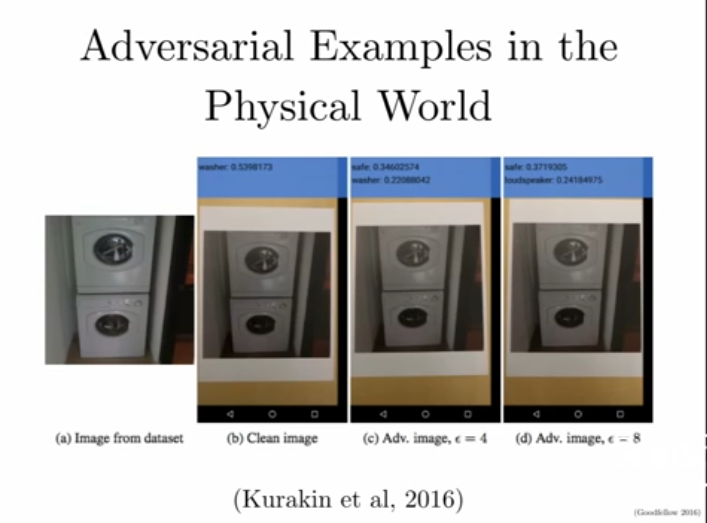 Adversarial Examples in the
Physical World
washer: 0.5398173
safe: 0.34602574
washer: 0.22088042
safe: 0.3719305
loudspeaker: 0.24184975
(a) Image from dataset
(b) Clean image
(c) Adv. image, ϵ = 4
(d) Adv. image, ϵ = 8
(Kurakin et al, 2016)
(Goodfellow 2016)